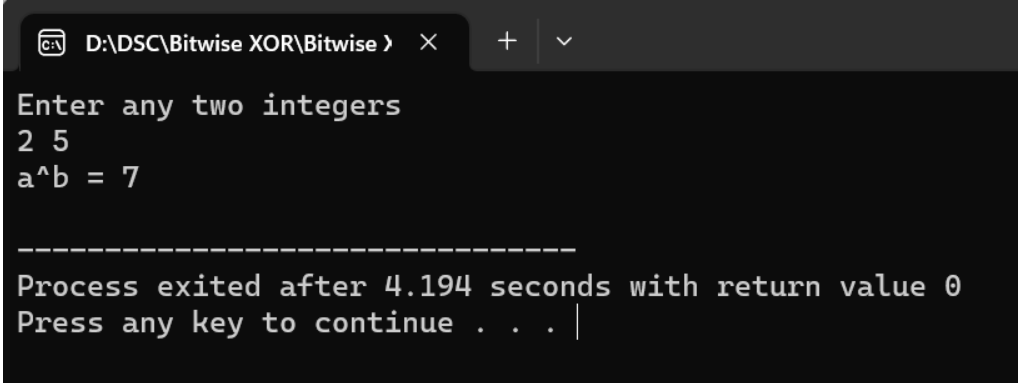 D:\DSC\Bitwise XOR\Bitwise X
Enter any two integers
2 5
a^b = 7
--------------------------------
Process exited after 4.194 seconds with return value 0
Press any key to continue . . .